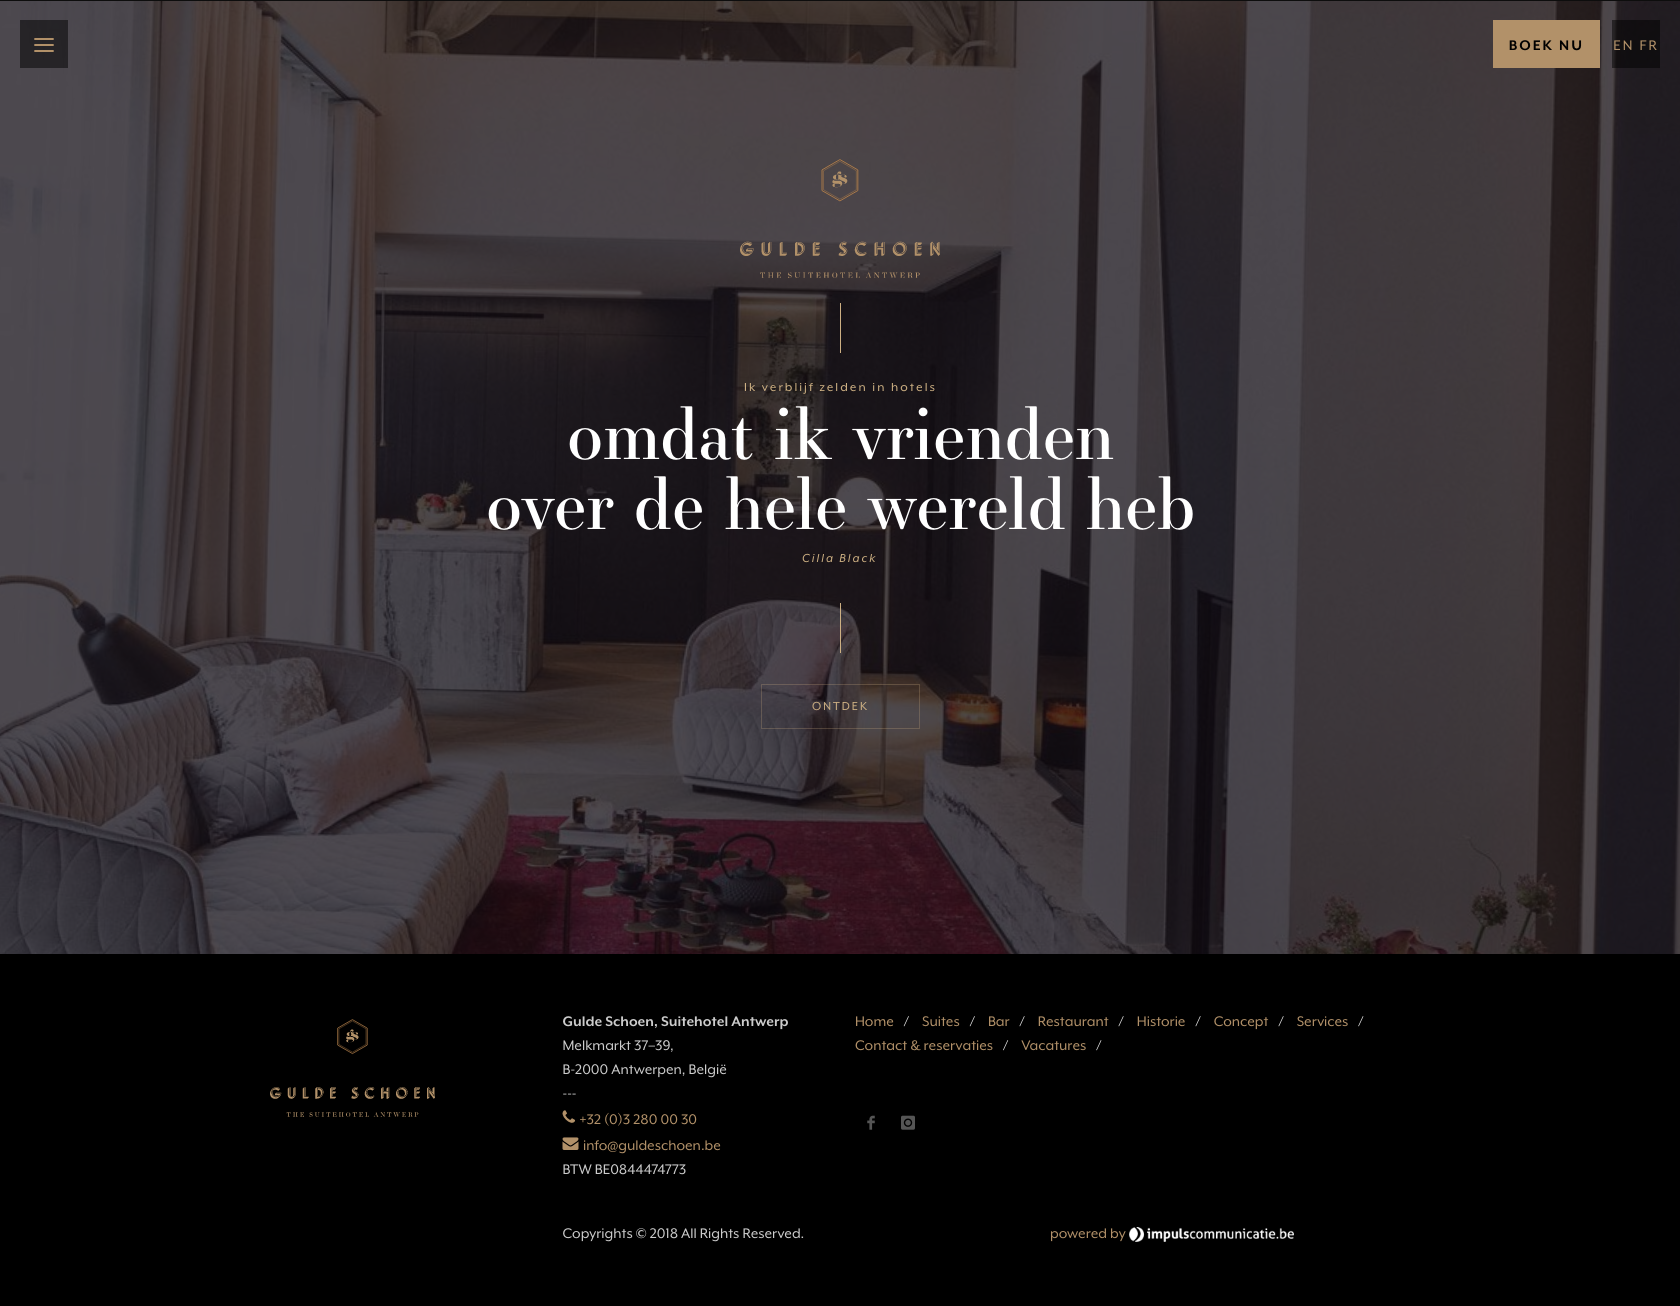 BOEK NU
EN FR
gs
GULDE SCHOEN
THE SUITEHOTEL ANTWERP
Ik verblijf zelden in hotels
omdat ik vrienden
over de hele wereld heb
Cilla Black
ONTDEK
gs
GULDE SCHOEN
THE SUITEHOTEL ANTWERP
Gulde Schoen, Suitehotel Antwerp
Melkmarkt 37–39,
B-2000 Antwerpen, België
---
+32 (0)3 280 00 30
info@guldeschoen.be
BTW BE0844474773
Home / Suites / Bar / Restaurant / Historie / Concept / Services /
Contact & reservaties / Vacatures /
Copyrights © 2018 All Rights Reserved.
powered by impulscommunicatie.be